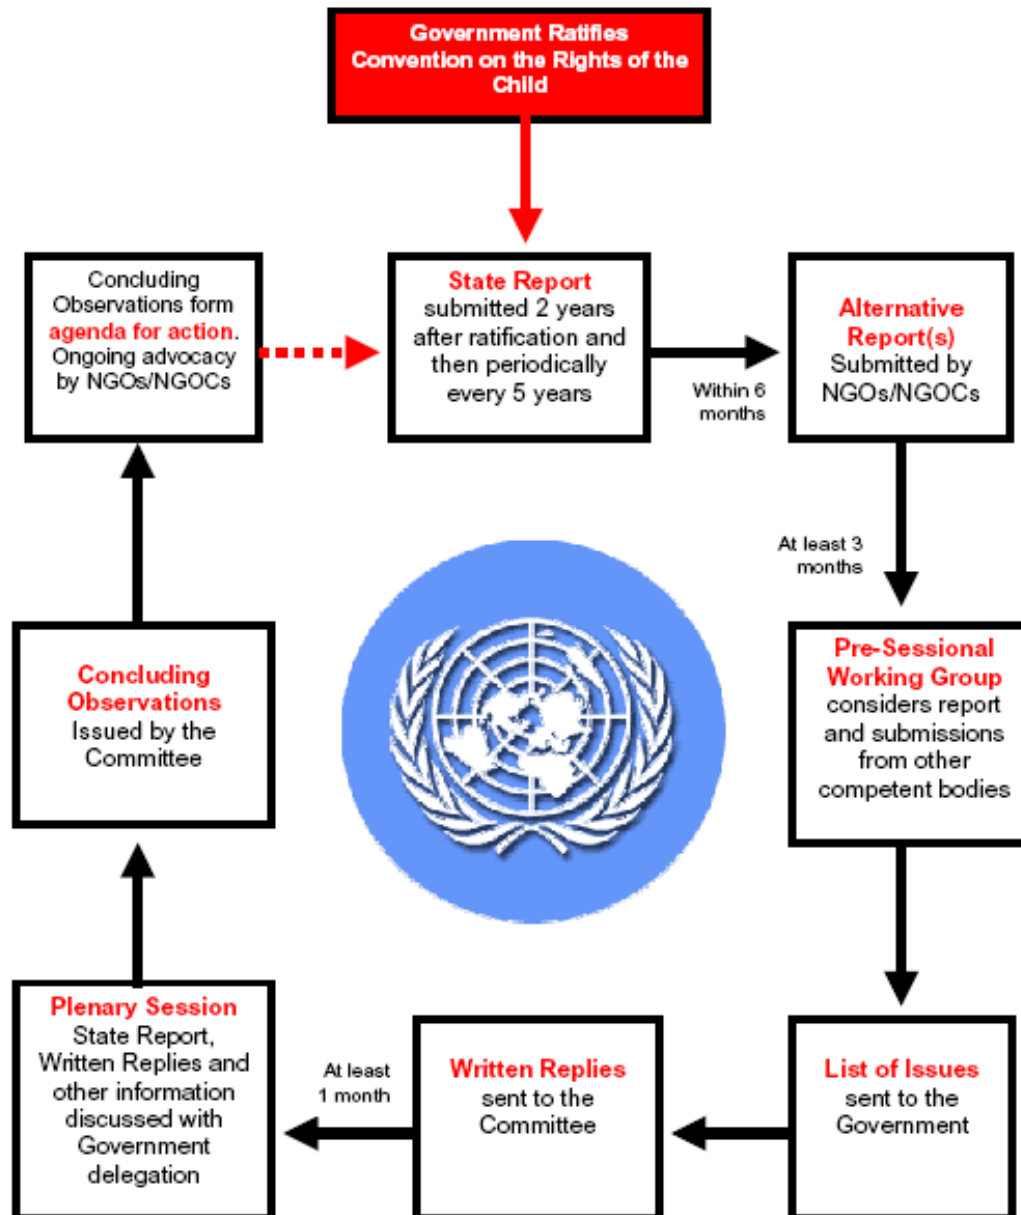 Government Ratifies
Convention on the Rights of the
Child
Concluding
Observations form
agenda for action.
Ongoing advocacy
by NGOs/NGOCs
State Report
submitted 2 years
after ratification and
then periodically
every 5 years
Within 6
months
Alternative
Report(s)
Submitted by
NGOs/NGOCs
At least 3
months
Pre-Sessional
Working Group
considers report
and submissions
from other
competent bodies
List of Issues
sent to the
Government
Written Replies
sent to the
Committee
At least
1 month
Plenary Session
State Report,
Written Replies and
other information
discussed with
Government
delegation
Concluding
Observations
Issued by the
Committee